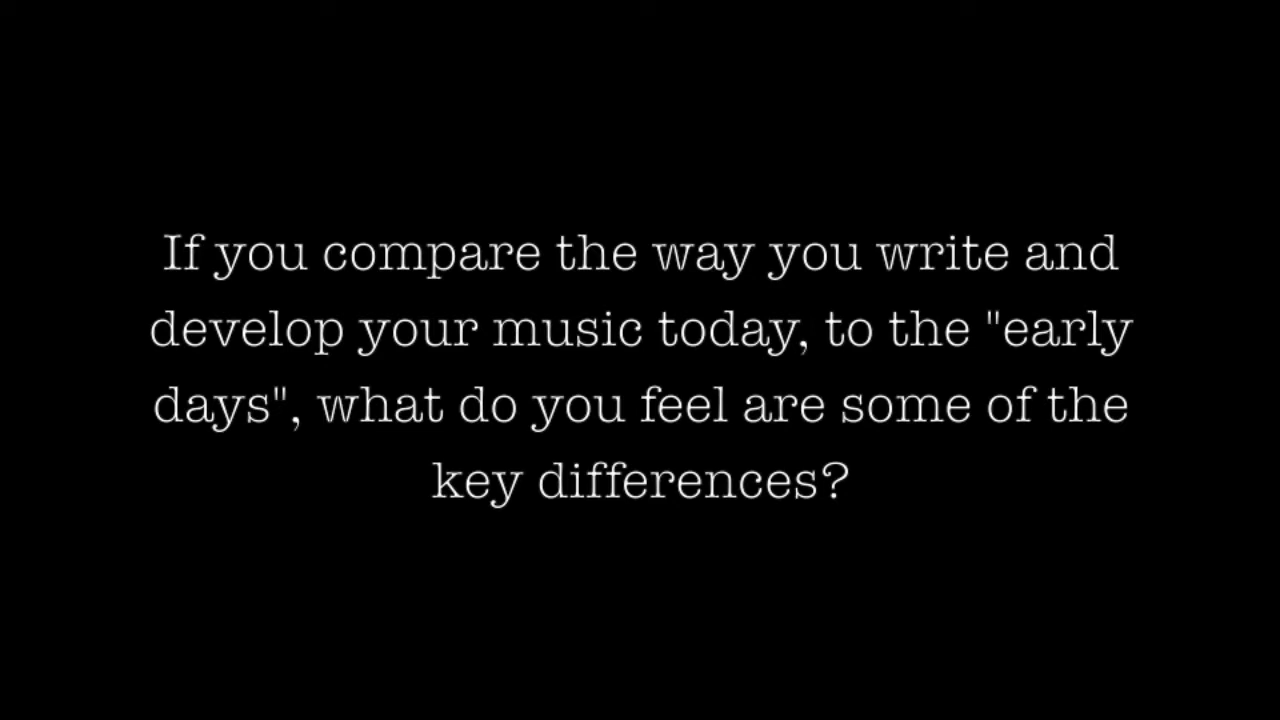 If you compare the way you write and
develop your music today, to the "early
days", what do you feel are some of the
key differences?